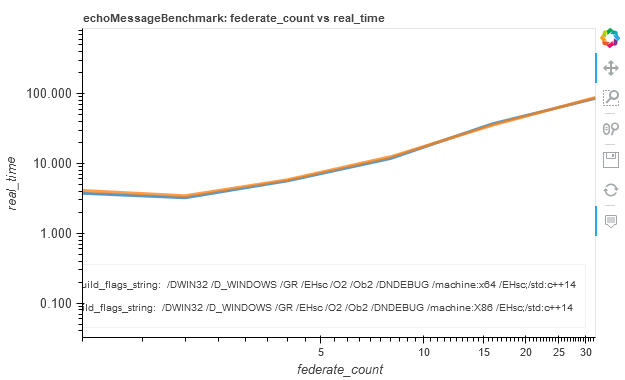 echoMessageBenchmark: federate_count vs real_time
100.000
10.000
1.000
0.100
real_time
uild_flags_string: /DWIN32 /D_WINDOWS /GR /EHsc /O2 /Ob2 /DNDEBUG /machine:x64 /EHsc;/std:c++14
ild_flags_string: /DWIN32 /D_WINDOWS /GR /EHsc /O2 /Ob2 /DNDEBUG /machine:X86 /EHsc;/std:c++14
5 10 15 20 25 30
federate_count